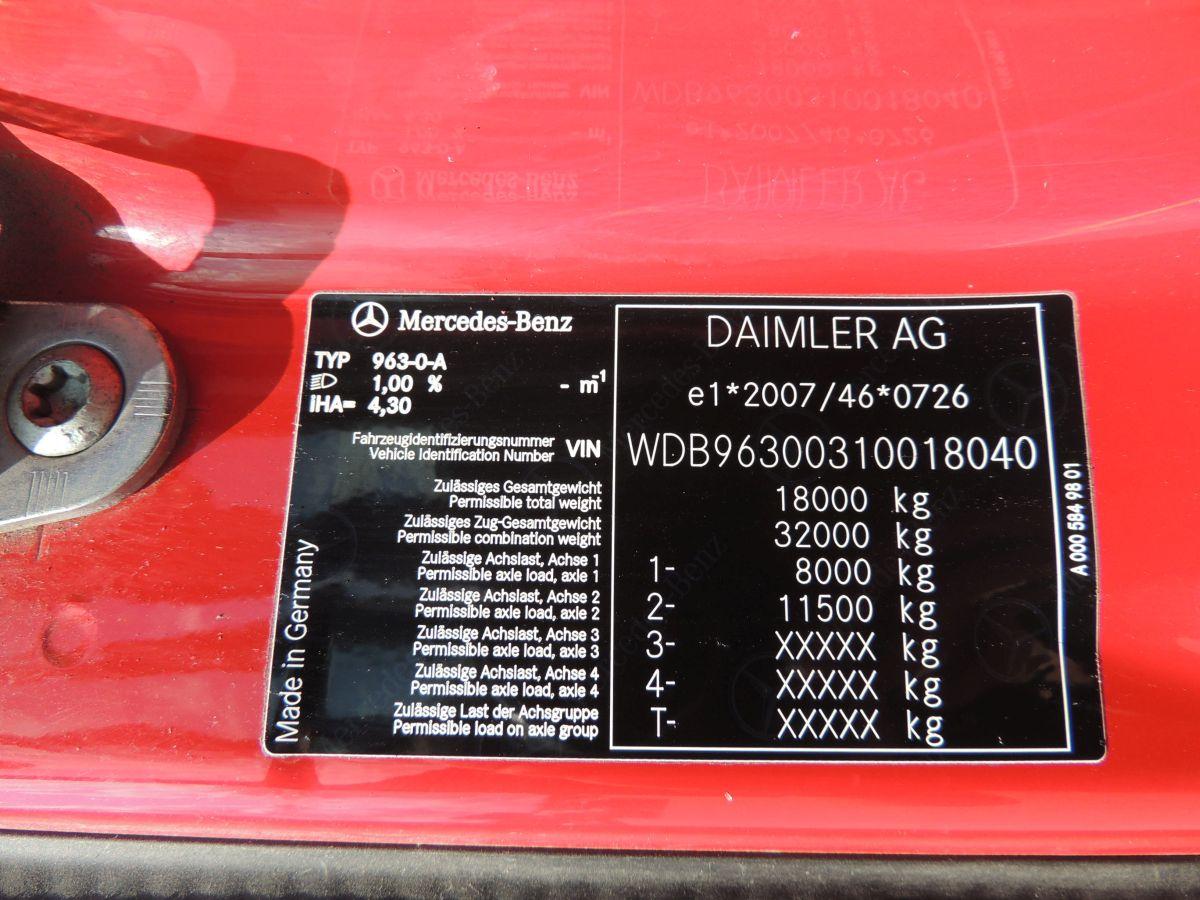 Mercedes-Benz
TYP 963-0-A
1,00 % - m-1
iHA= 4,30
DAIMLER AG
e1*2007/46*0726
Fahrzeugidentifizierungsnummer
Vehicle Identification Number VIN WDB96300310018040
Zulässiges Gesamtgewicht
Permissible total weight 18000 kg
Zulässiges Zug-Gesamtgewicht
Permissible combination weight 32000 kg
Zulässige Achslast, Achse 1
Permissible axle load, axle 1 1- 8000 kg
Zulässige Achslast, Achse 2
Permissible axle load, axle 2 2- 11500 kg
Zulässige Achslast, Achse 3
Permissible axle load, axle 3 3- XXXXX kg
Zulässige Achslast, Achse 4
Permissible axle load, axle 4 4- XXXXX kg
Zulässige Last der Achsgruppe
Permissible load on axle group T- XXXXX kg
Made in Germany
A 000 584 98 01